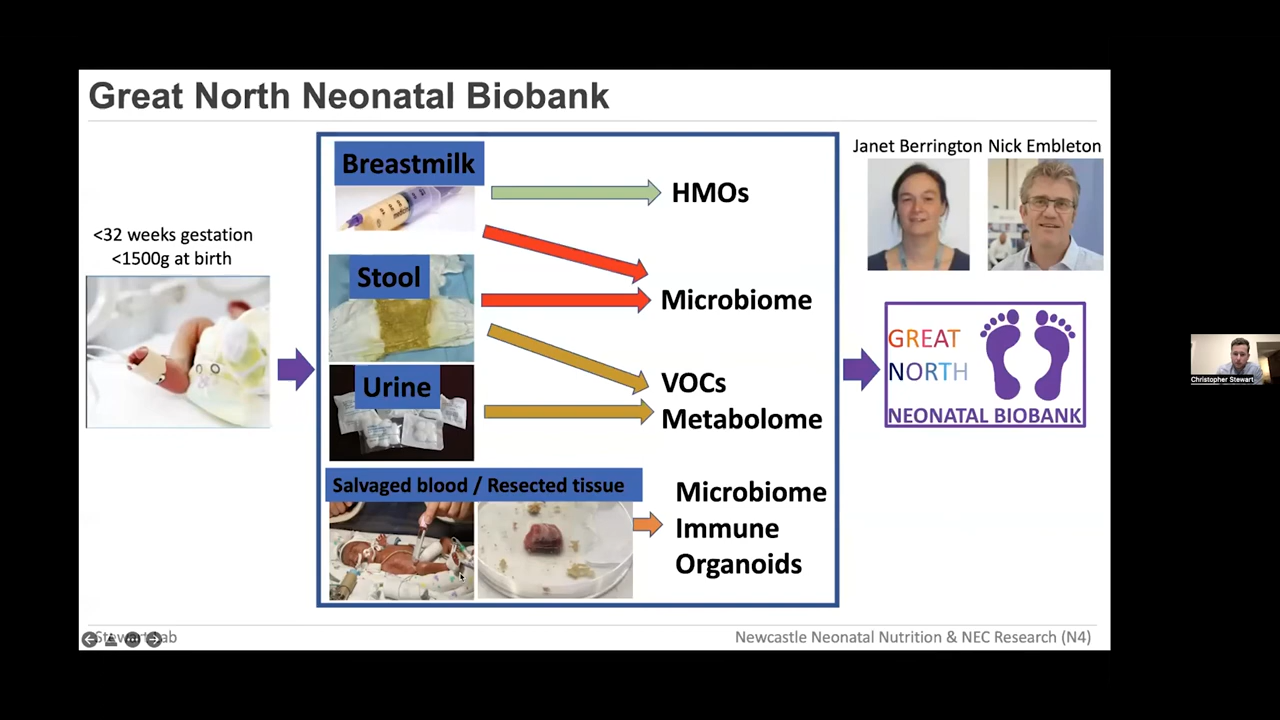 Great North Neonatal Biobank
<32 weeks gestation
<1500g at birth
Breastmilk
HMOs
Stool
Microbiome
Urine
VOCs
Metabolome
Salvaged blood / Resected tissue
Microbiome
Immune
Organoids
Janet Berrington Nick Embleton
GREAT
NORTH
NEONATAL BIOBANK
Christopher Stewart
Newcastle Neonatal Nutrition & NEC Research (N4)